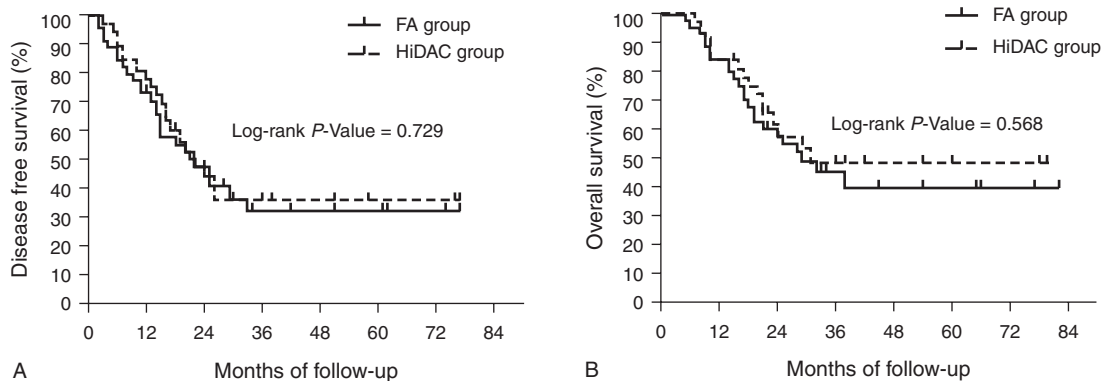 100
90
80
70
60
50
40
30
20
10
0
Disease free survival (%)
FA group
HiDAC group
Log-rank P-Value = 0.729
0 12 24 36 48 60 72 84
Months of follow-up
A
100
90
80
70
60
50
40
30
20
10
0
Overall survival (%)
FA group
HiDAC group
Log-rank P-Value = 0.568
0 12 24 36 48 60 72 84
Months of follow-up
B